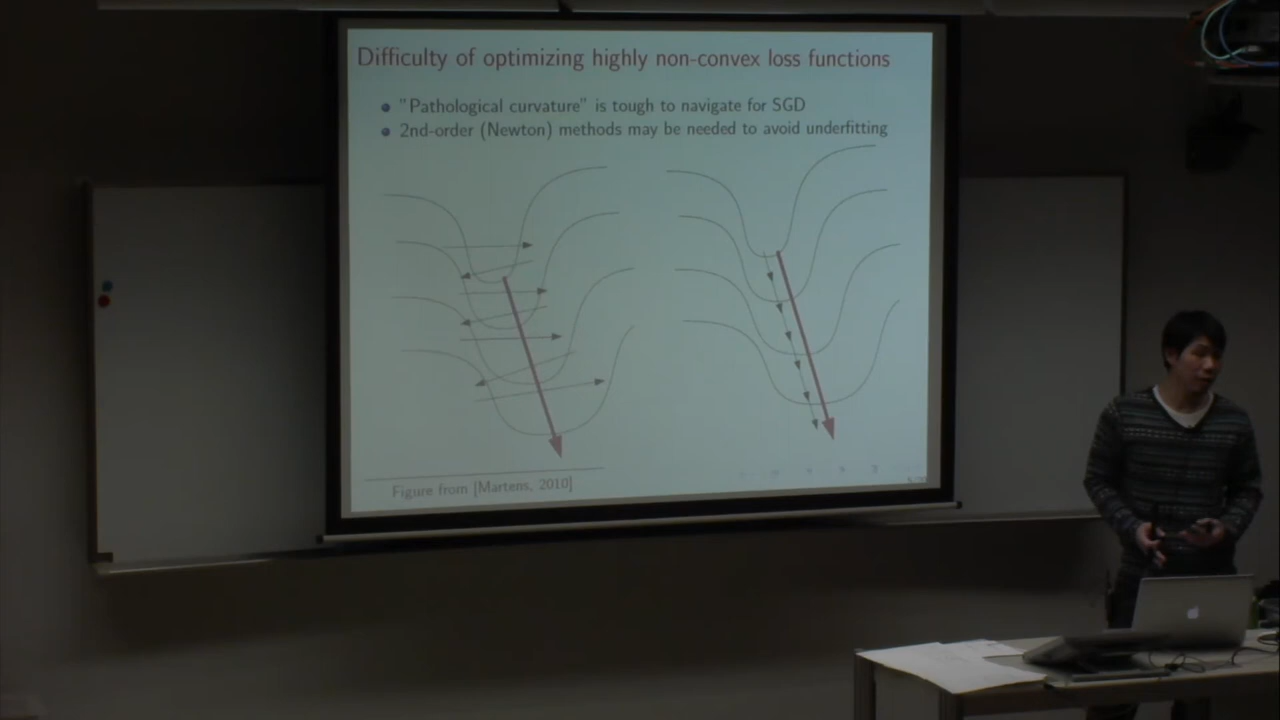 Difficulty of optimizing highly non-convex loss functions
"Pathological curvature" is tough to navigate for SGD
2nd-order (Newton) methods may be needed to avoid underfitting
Figure from [Martens, 2010]